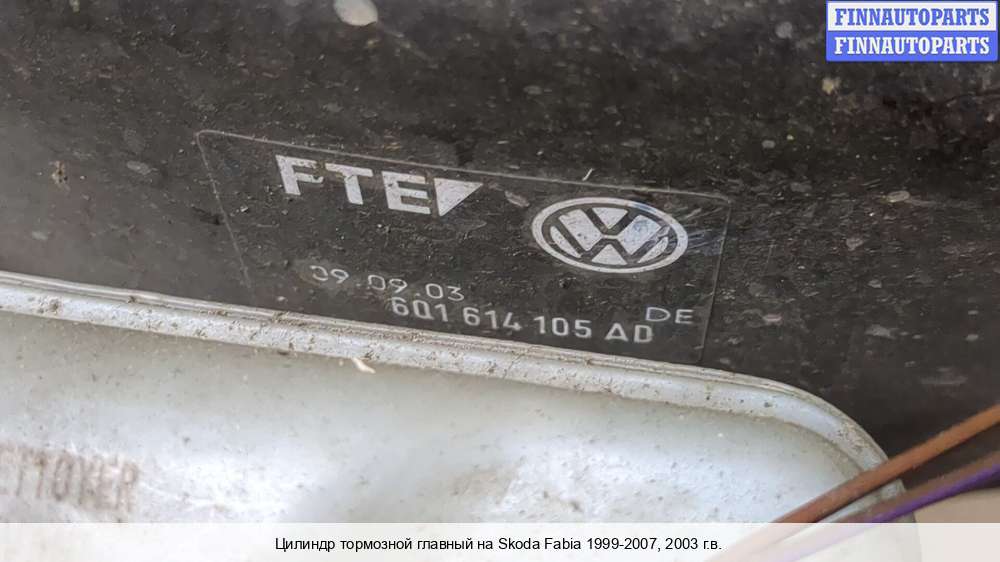 FINNAUTOPARTS
FINNAUTOPARTS
FTE
09.09.03
DE
6Q1 614 105 AD
Цилиндр тормозной главный на Skoda Fabia 1999-2007, 2003 г.в.